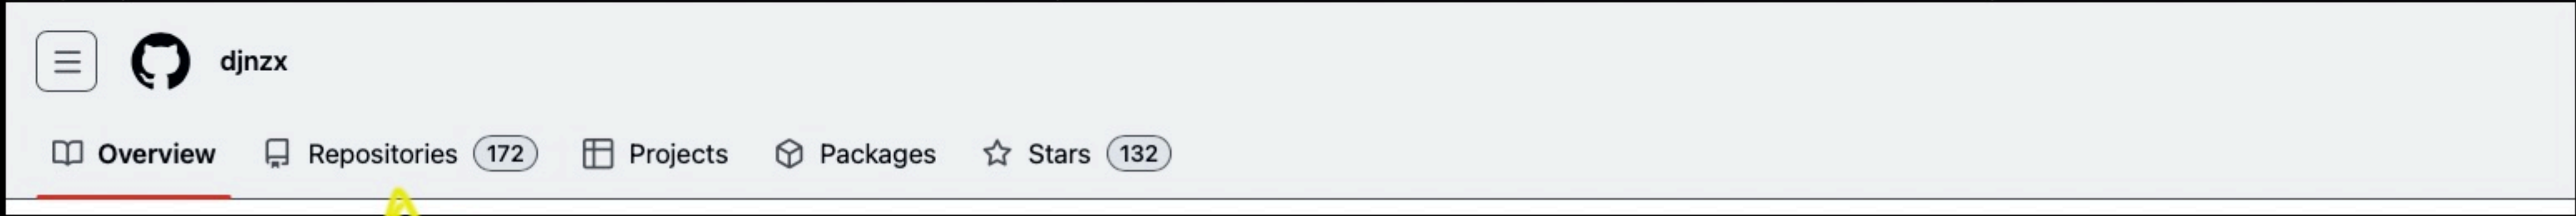 djnzx
Overview Repositories 172 Projects Packages Stars 132